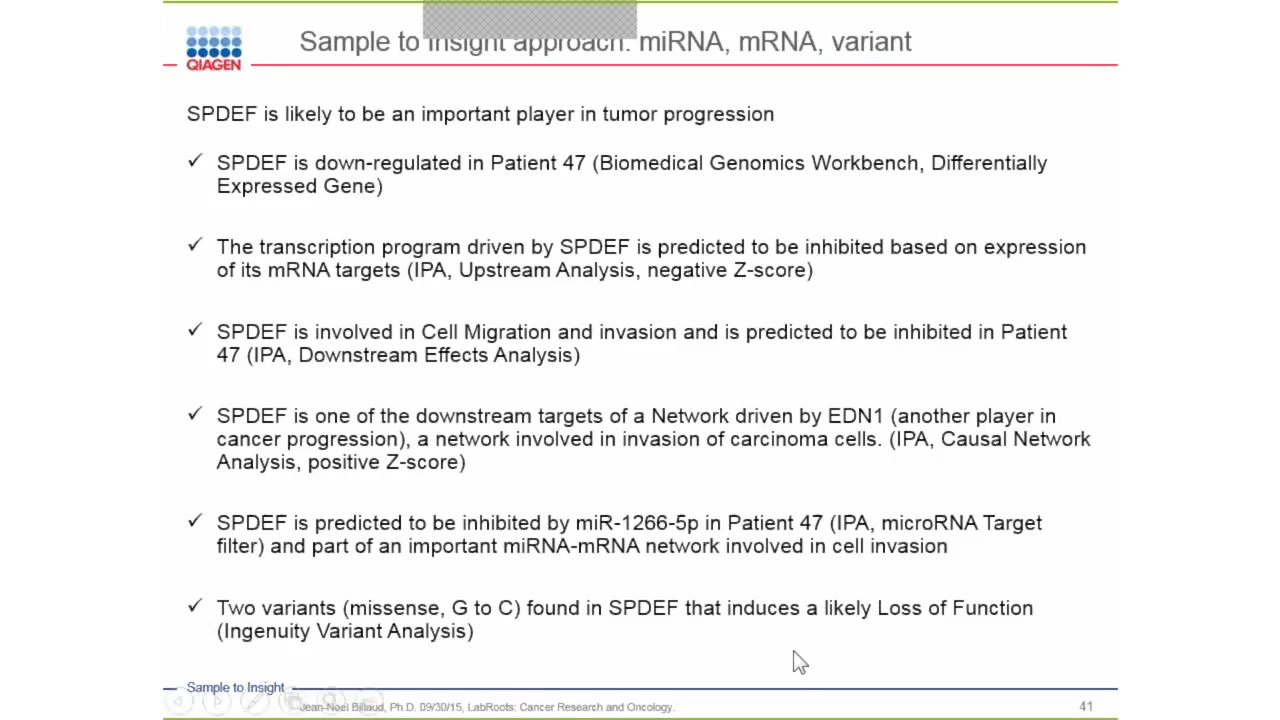 Sample to Insight approach: miRNA, mRNA, variant
QIAGEN
SPDEF is likely to be an important player in tumor progression
✓ SPDEF is down-regulated in Patient 47 (Biomedical Genomics Workbench, Differentially
Expressed Gene)
✓ The transcription program driven by SPDEF is predicted to be inhibited based on expression
of its mRNA targets (IPA, Upstream Analysis, negative Z-score)
✓ SPDEF is involved in Cell Migration and invasion and is predicted to be inhibited in Patient
47 (IPA, Downstream Effects Analysis)
✓ SPDEF is one of the downstream targets of a Network driven by EDN1 (another player in
cancer progression), a network involved in invasion of carcinoma cells. (IPA, Causal Network
Analysis, positive Z-score)
✓ SPDEF is predicted to be inhibited by miR-1266-5p in Patient 47 (IPA, microRNA Target
filter) and part of an important miRNA-mRNA network involved in cell invasion
✓ Two variants (missense, G to C) found in SPDEF that induces a likely Loss of Function
(Ingenuity Variant Analysis)
Sample to Insight
Jean-Noel Billaud, Ph.D. 09/30/15, LabRoots: Cancer Research and Oncology.
41